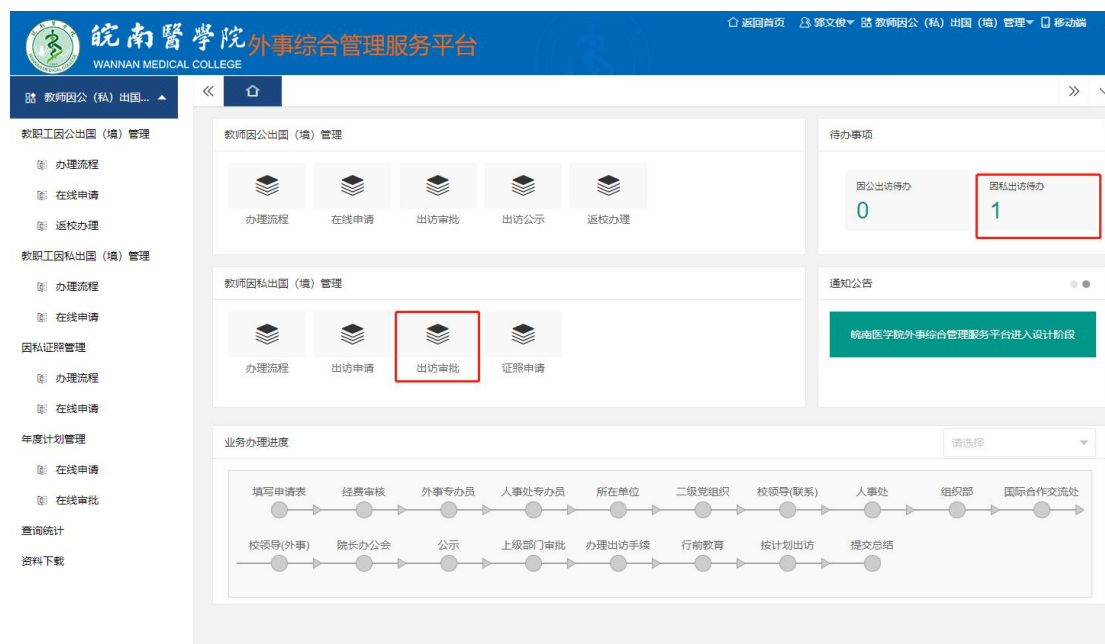 皖南醫學院外事综合管理服务平台
WANNAN MEDICAL COLLEGE
返回首页 郭文俊 教师因公（私）出国（境）管理 移动端
教师因公（私）出国...
教职工因公出国（境）管理
办理流程
在线申请
返校办理
教职工因私出国（境）管理
办理流程
在线申请
因私证照管理
办理流程
在线申请
年度计划管理
在线申请
在线审批
查询统计
资料下载
教师因公出国（境）管理
办理流程 在线申请 出访审批 出访公示 返校办理
待办事项
因公出访待办 因私出访待办
0 1
教师因私出国（境）管理
办理流程 出访申请 出访审批 证照申请
通知公告
皖南医学院外事综合管理服务平台进入设计阶段
业务办理进度
请选择
填写申请表 经费审核 外事专办员 人事处专办员 所在单位 二级党组织 校领导(联系) 人事处 组织部 国际合作交流处
校领导(外事) 院长办公会 公示 上级部门审批 办理出访手续 行前教育 按计划出访 提交总结